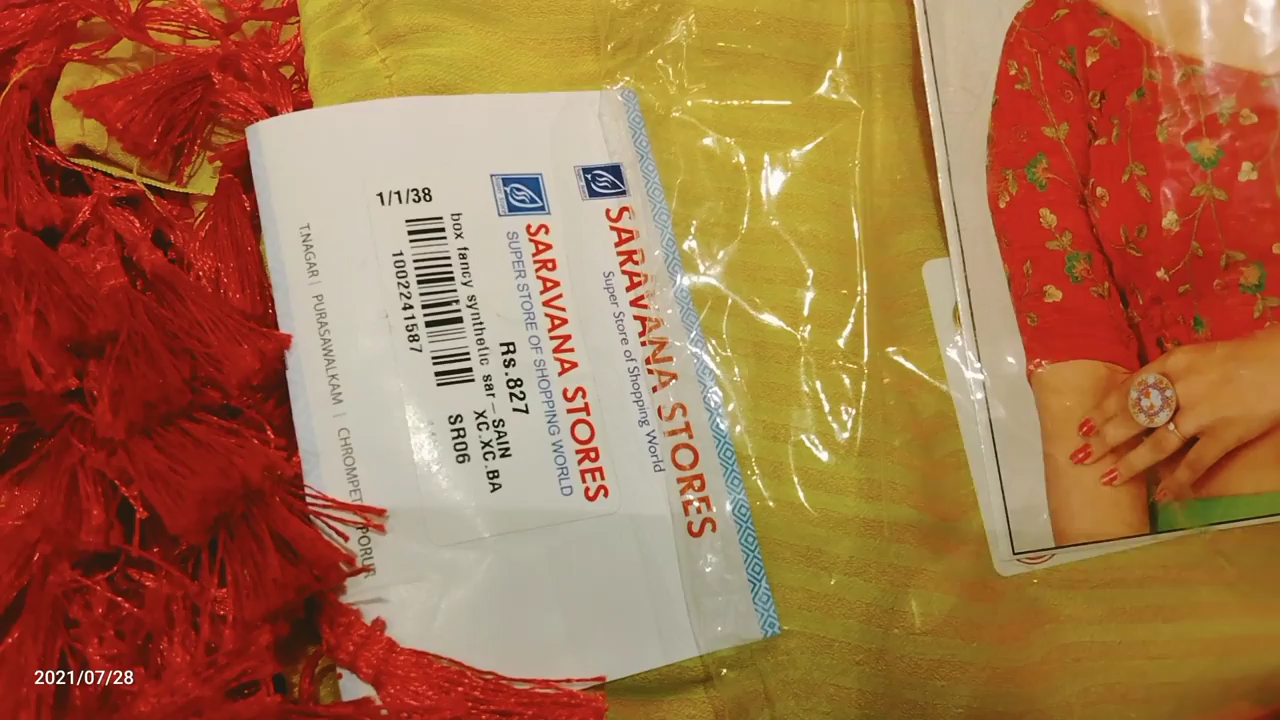 SARAVANA STORES
Super Store of Shopping World
SARAVANA STORES
SUPER STORE OF SHOPPING WORLD
Rs.827
XC.XC.BA
box fancy synthetic sar-SAIN
SR06
1002241587
1/1/38
T.NAGAR | PURASAWALKAM | CHROMPET PORUR
2021/07/28